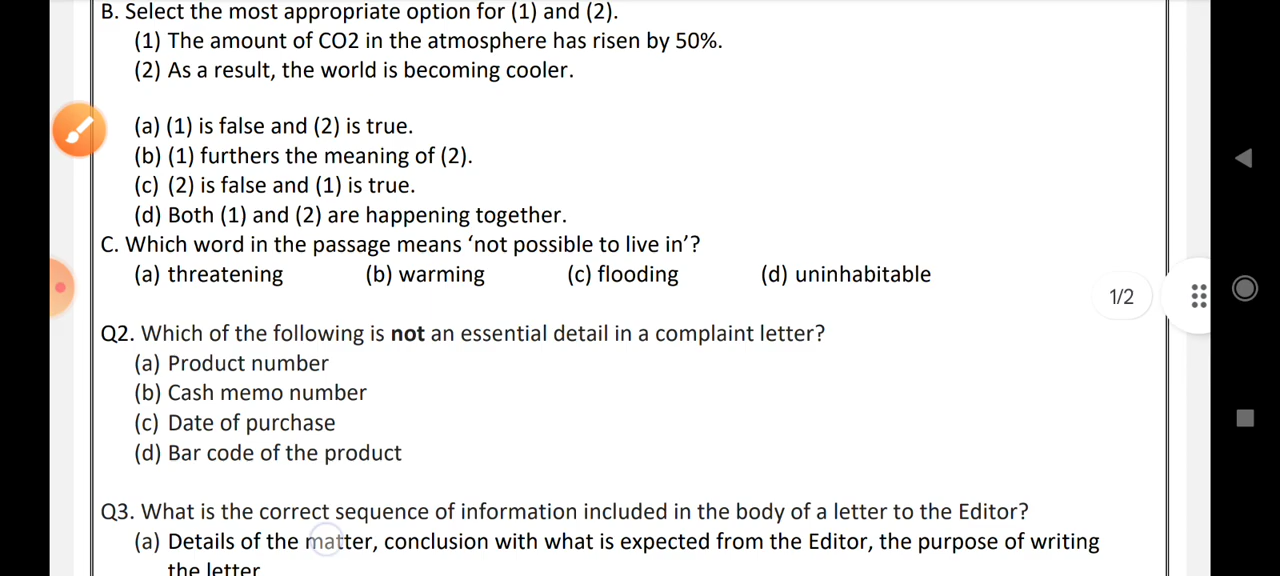 B. Select the most appropriate option for (1) and (2).
(1) The amount of CO2 in the atmosphere has risen by 50%.
(2) As a result, the world is becoming cooler.
(a) (1) is false and (2) is true.
(b) (1) furthers the meaning of (2).
(c) (2) is false and (1) is true.
(d) Both (1) and (2) are happening together.
C. Which word in the passage means ‘not possible to live in’?
(a) threatening (b) warming (c) flooding (d) uninhabitable
1/2
Q2. Which of the following is not an essential detail in a complaint letter?
(a) Product number
(b) Cash memo number
(c) Date of purchase
(d) Bar code of the product
Q3. What is the correct sequence of information included in the body of a letter to the Editor?
(a) Details of the matter, conclusion with what is expected from the Editor, the purpose of writing
the letter